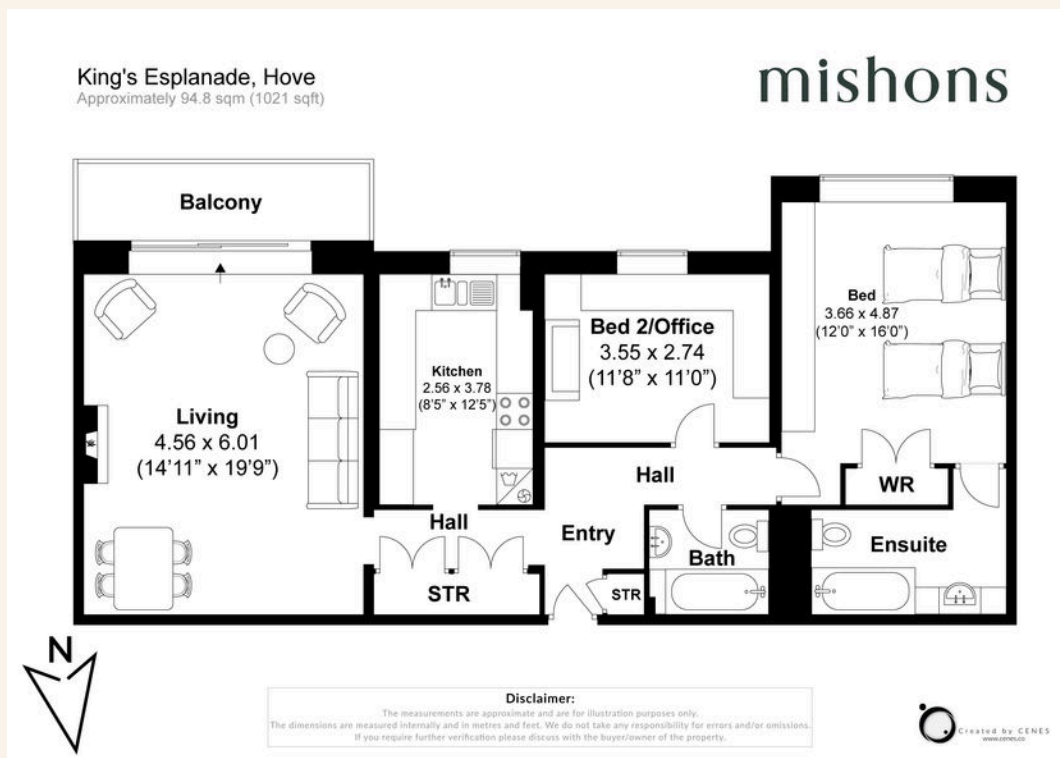 King's Esplanade, Hove
Approximately 94.8 sqm (1021 sqft)
mishons
Balcony
Living
4.56 x 6.01
(14'11” x 19'9”)
Kitchen
2.56 x 3.78
(8'5” x 12'5”)
Bed 2/Office
3.55 x 2.74
(11'8” x 11'0”)
Bed
3.66 x 4.87
(12'0” x 16'0”)
Hall
WR
Hall
Entry
Bath
Ensuite
STR
STR
N
Disclaimer:
The measurements are approximate and are for illustration purposes only.
The dimensions are measured internally and in metres and feet. We do not take any responsibility for errors and/or omissions.
If you require further verification please discuss with the buyer/owner of the property.
Created by CENES
www.cenes.co